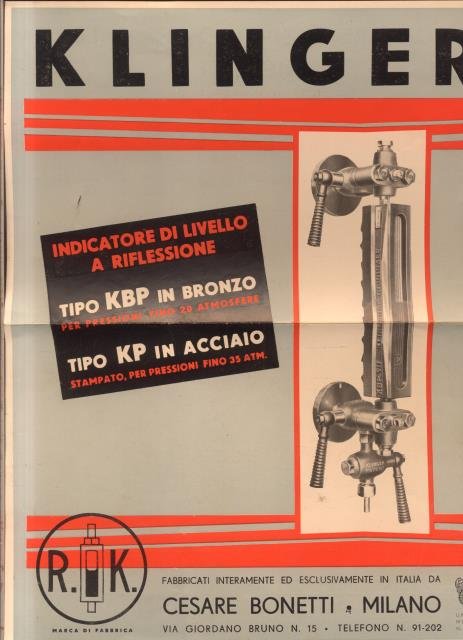 KLINGER
INDICATORE DI LIVELLO
A RIFLESSIONE
TIPO KBP IN BRONZO
PER PRESSIONI FINO 20 ATMOSFERE
TIPO KP IN ACCIAIO
STAMPATO, PER PRESSIONI FINO 35 ATM.
KLINGER
R. K.
MARCA DI FABBRICA
FABBRICATI INTERAMENTE ED ESCLUSIVAMENTE IN ITALIA DA
CESARE BONETTI • MILANO
VIA GIORDANO BRUNO N. 15 • TELEFONO N. 91-202